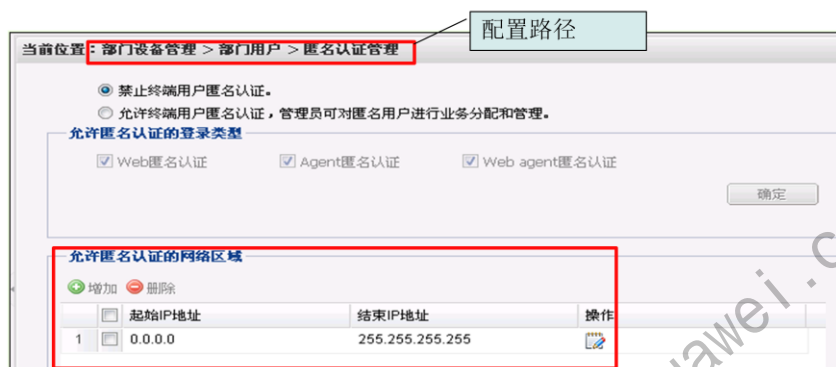 配置路径
当前位置：部门设备管理 > 部门用户 > 匿名认证管理
禁止终端用户匿名认证。
允许终端用户匿名认证，管理员可对匿名用户进行业务分配和管理。
允许匿名认证的登录类型
Web匿名认证 Agent匿名认证 Web agent匿名认证
确定
允许匿名认证的网络区域
增加 删除
起始IP地址 结束IP地址 操作
1 0.0.0.0 255.255.255.255
uawei.c